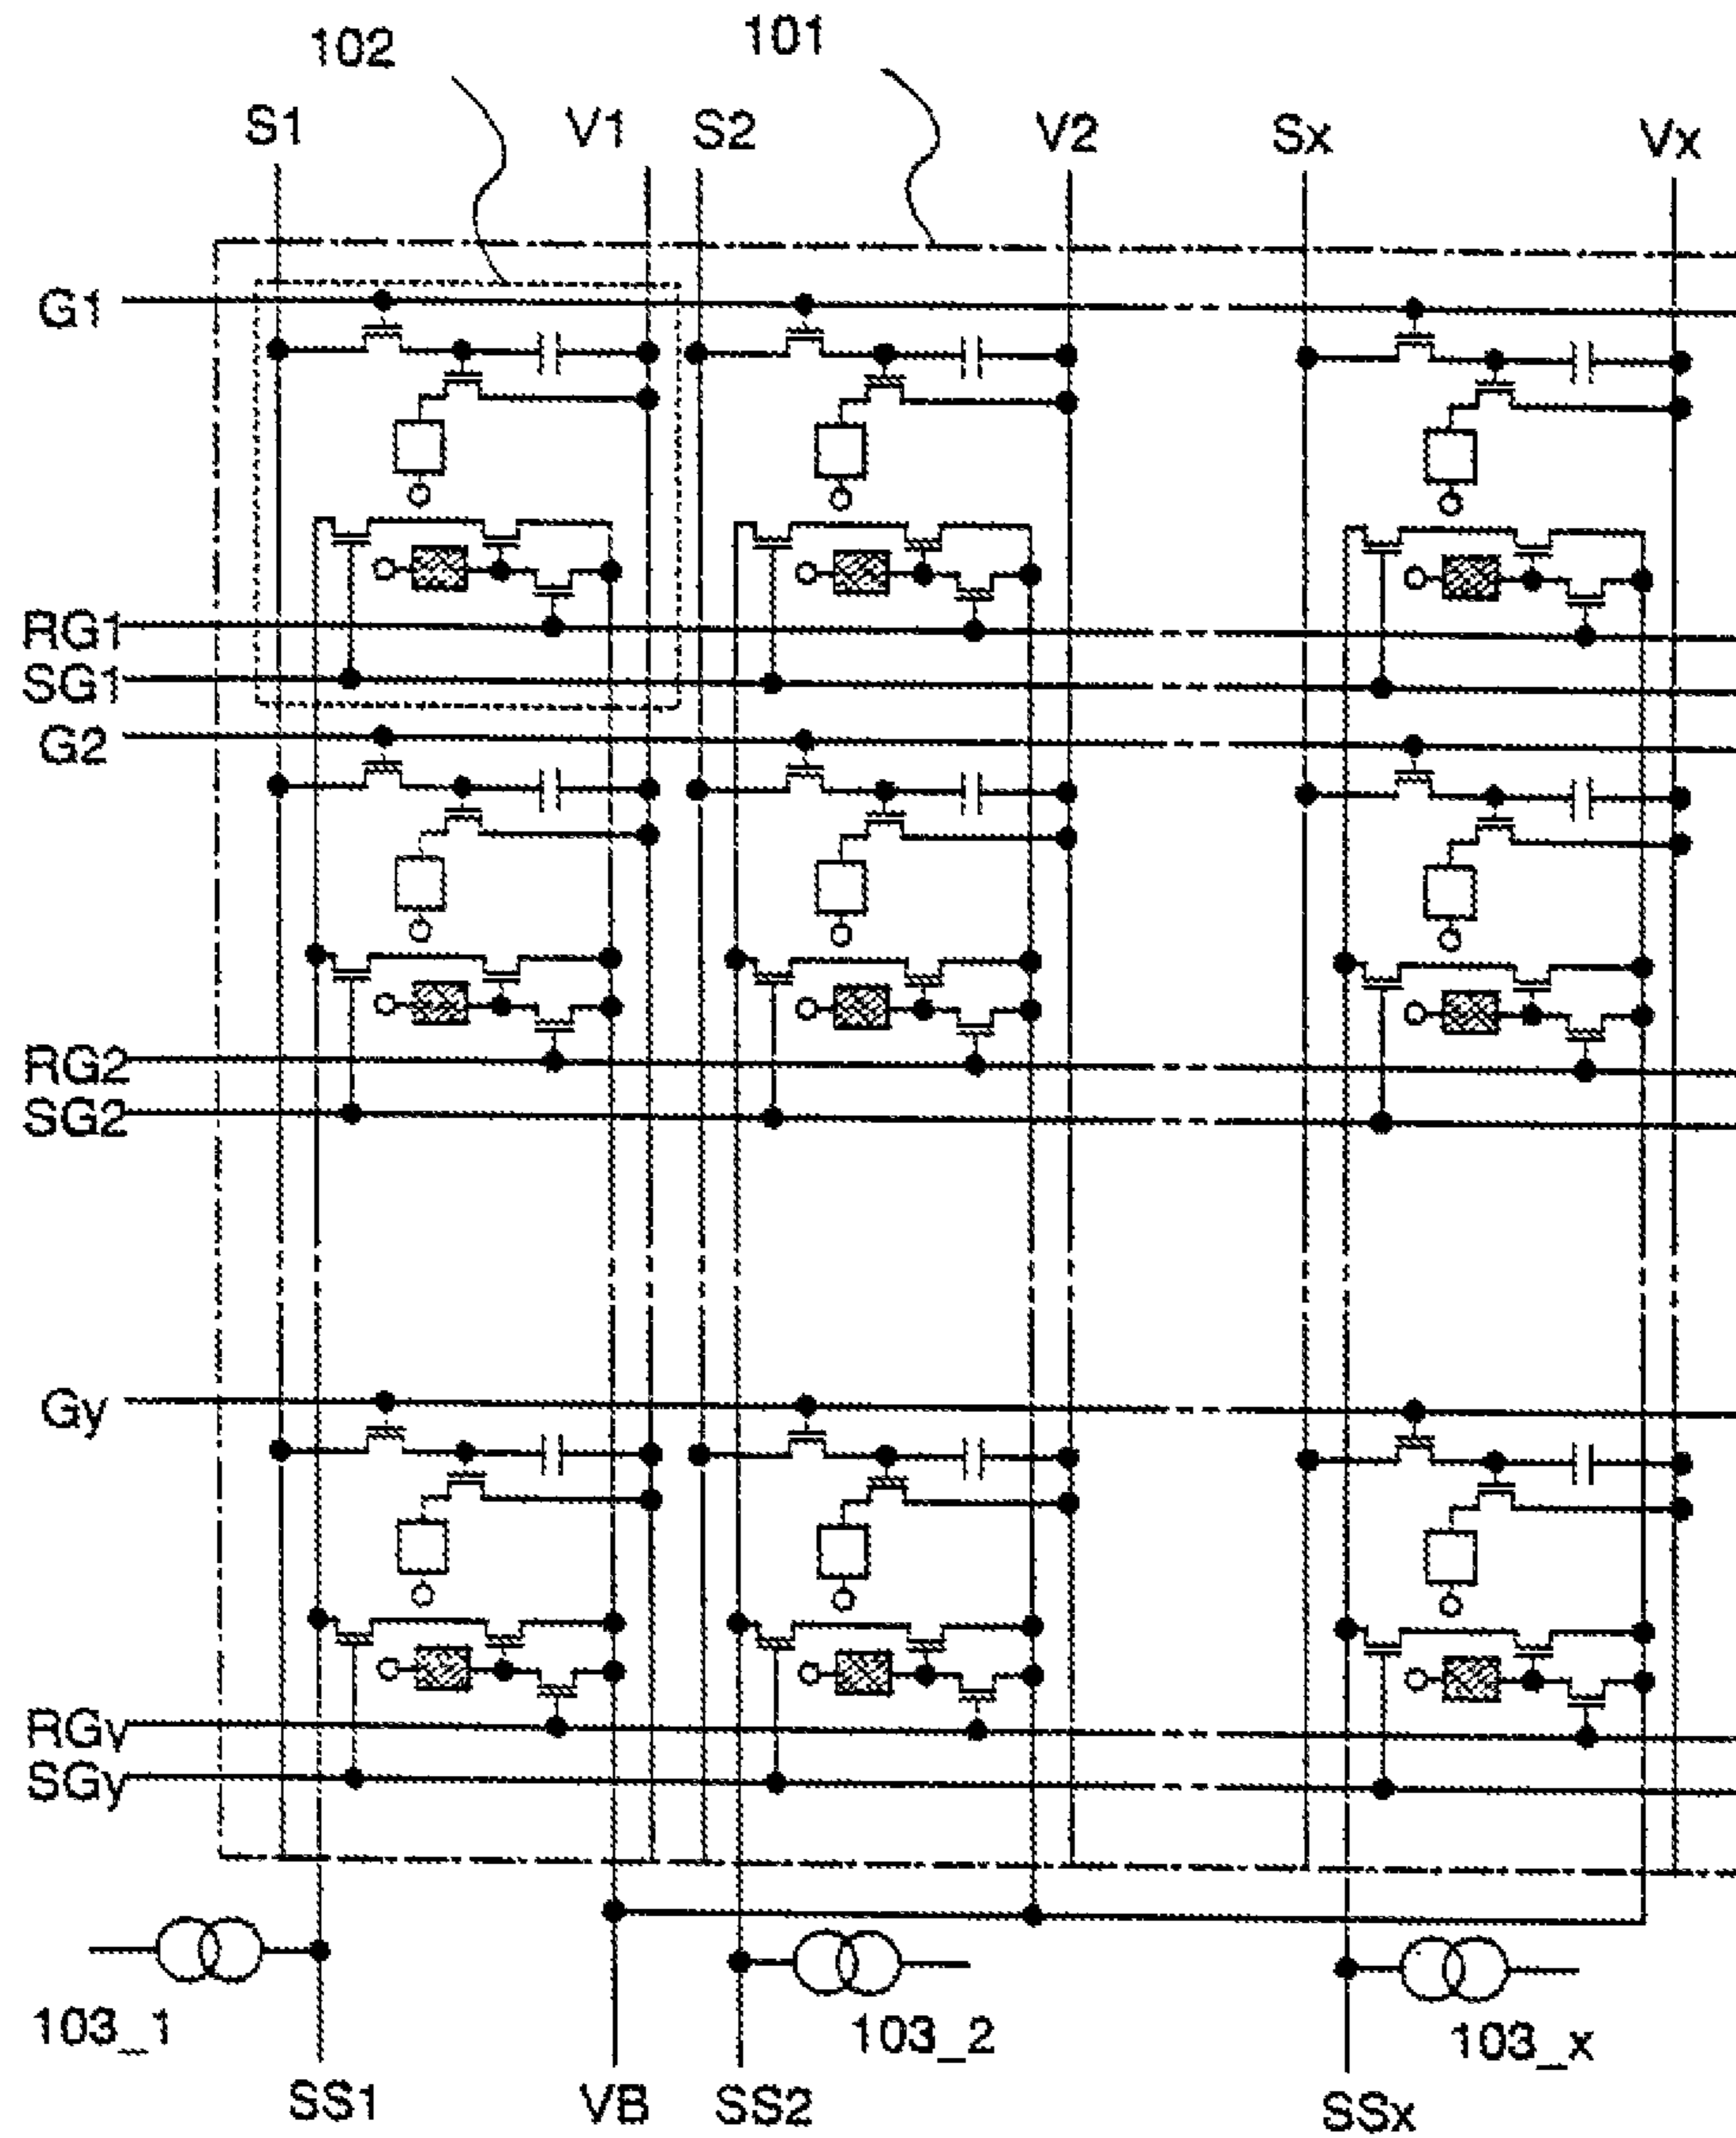 102
101
S1
V1
S2
V2
Sx
Vx
G1
RG1
SG1
G2
RG2
SG2
Gy
RGy
SGy
103_1
103_2
103_x
SS1
VB
SS2
SSx